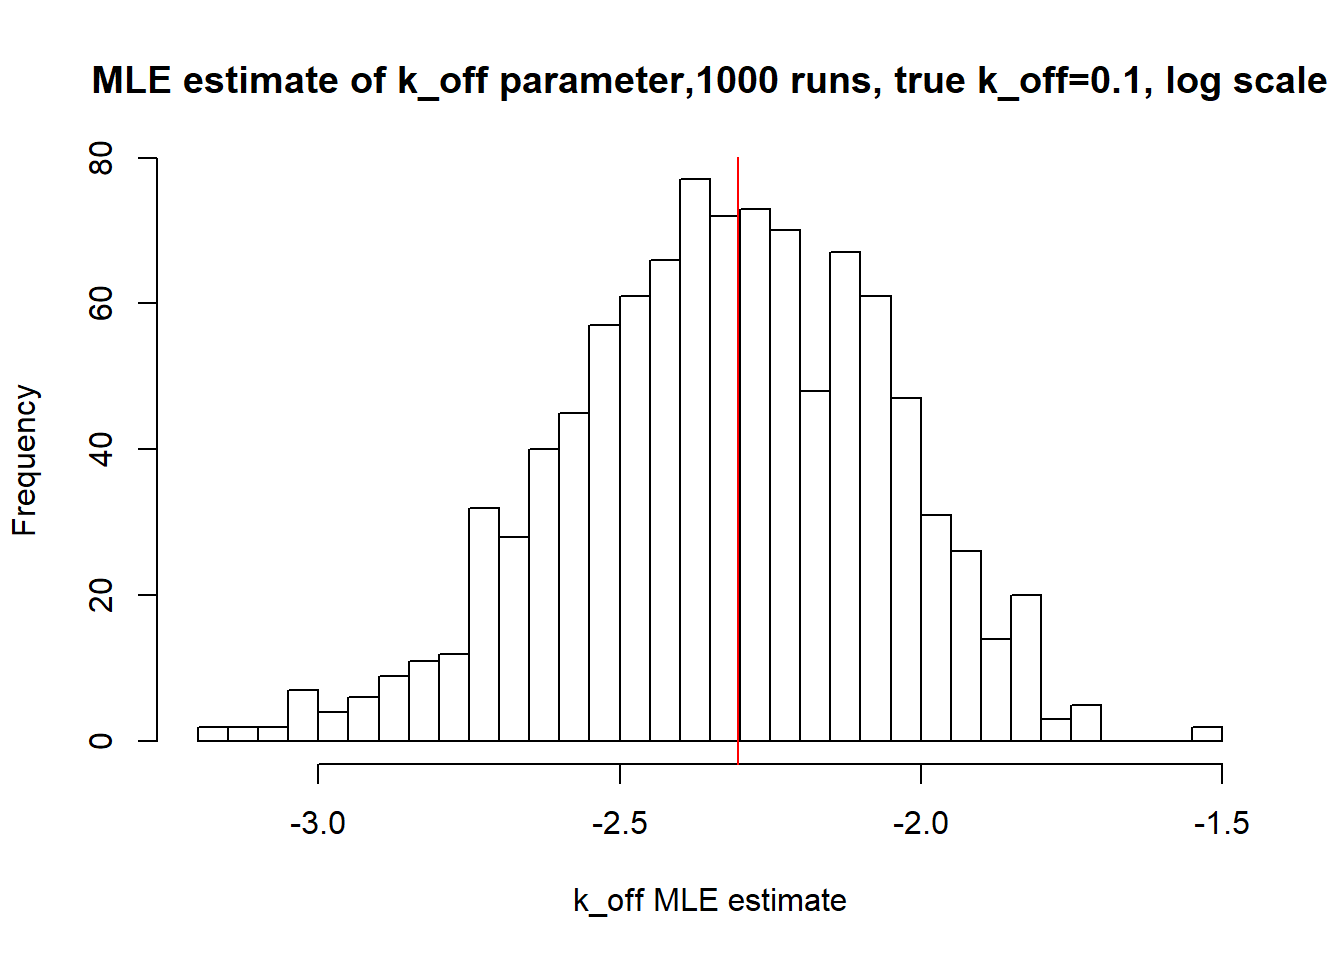 MLE estimate of k_off parameter,1000 runs, true k_off=0.1, log scale
80
60
40
20
0
Frequency
-3.0 -2.5 -2.0 -1.5
k_off MLE estimate